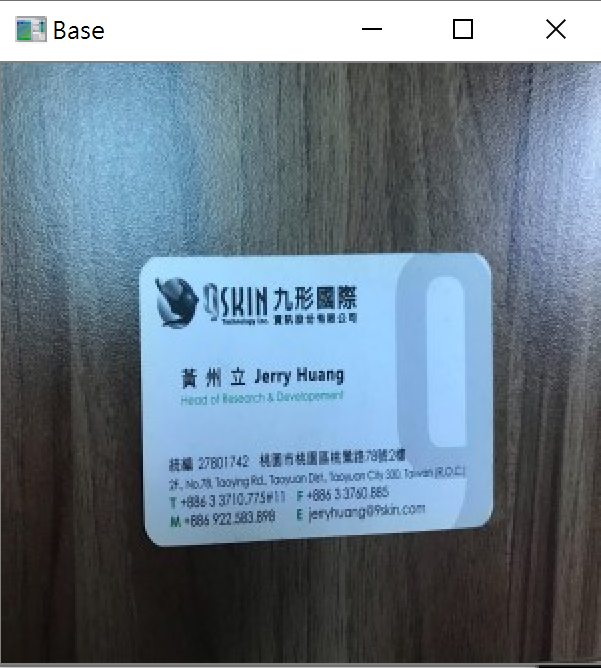 Base
9SKIN 九形國際
Technology Inc. 資訊股份有限公司
9
黃 州 立 Jerry Huang
Head of Research & Developement
統編 27801742 桃園市桃園區桃鶯路78號2樓
2F., No.78, Taoying Rd., Taoyuan Dist., Taoyuan City 330, Taiwan (R.O.C.)
T +886 3 3710.775#11 F +886 3 3760.885
M +886 922.583.898 E jerryhuang@9skin.com